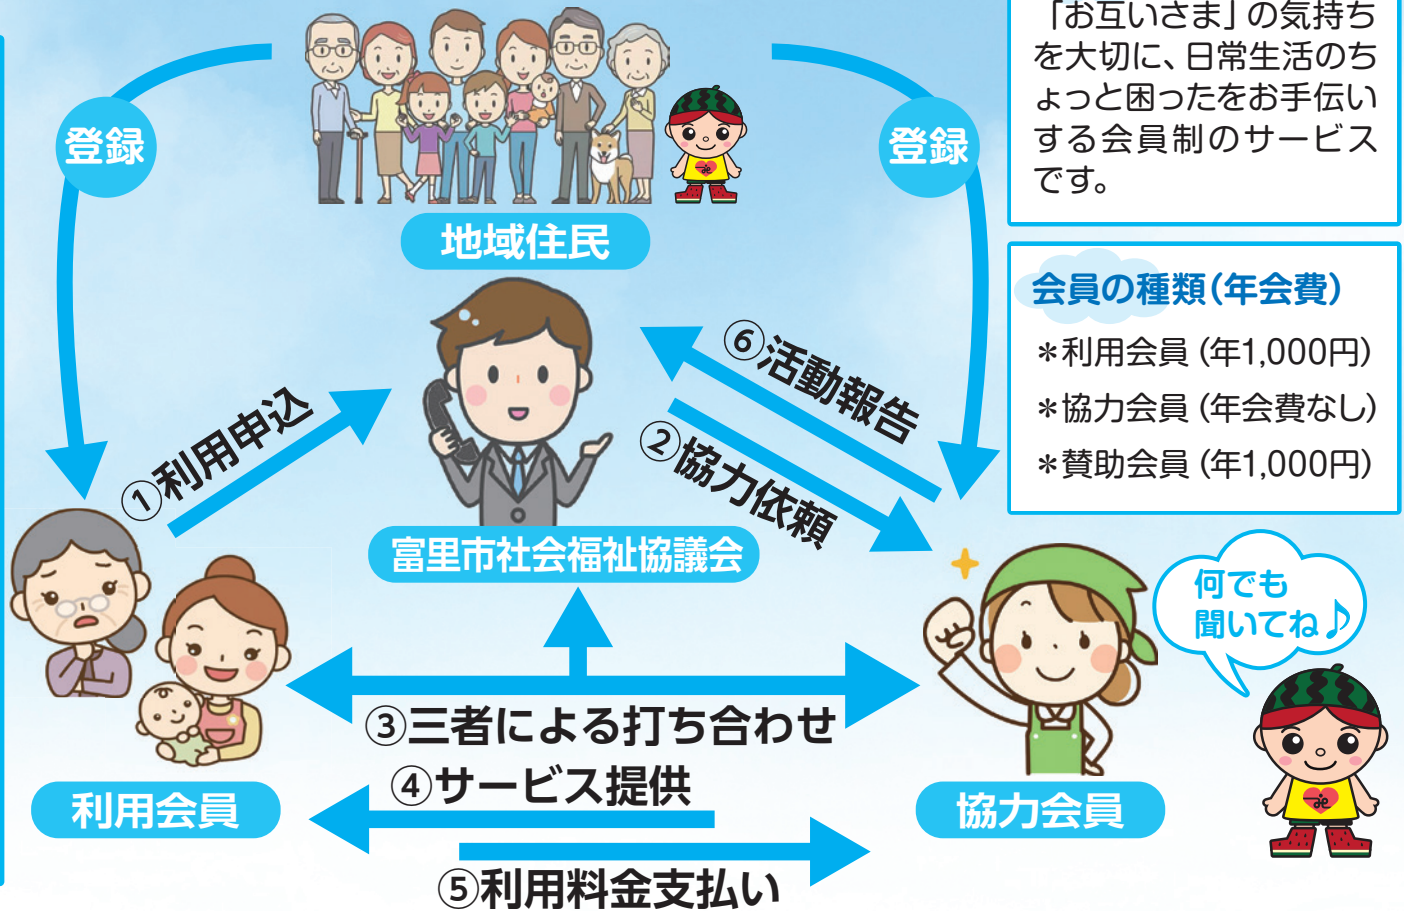 「お互いさま」の気持ち
を大切に、日常生活のち
ょっと困ったをお手伝い
する会員制のサービス
です。
登録
登録
地域住民
会員の種類(年会費)
*利用会員 (年1,000円)
*協力会員 (年会費なし)
*賛助会員 (年1,000円)
①利用申込
⑥活動報告
②協力依頼
富里市社会福祉協議会
何でも
聞いてね♪
③三者による打ち合わせ
④サービス提供
利用会員
協力会員
⑤利用料金支払い